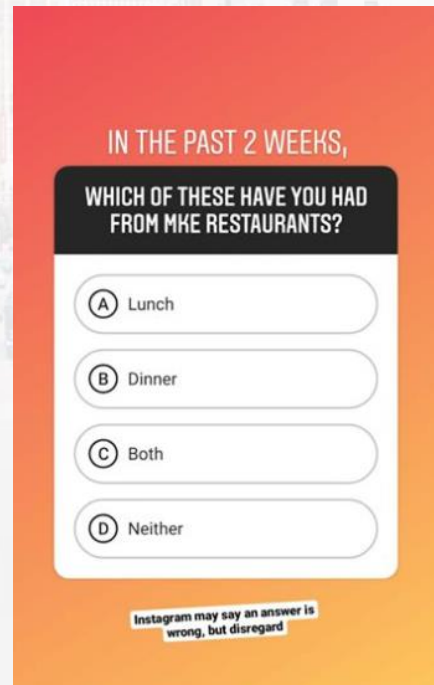 IN THE PAST 2 WEEKS,
WHICH OF THESE HAVE YOU HAD
FROM MKE RESTAURANTS?
A Lunch
B Dinner
C Both
D Neither
Instagram may say an answer is
wrong, but disregard